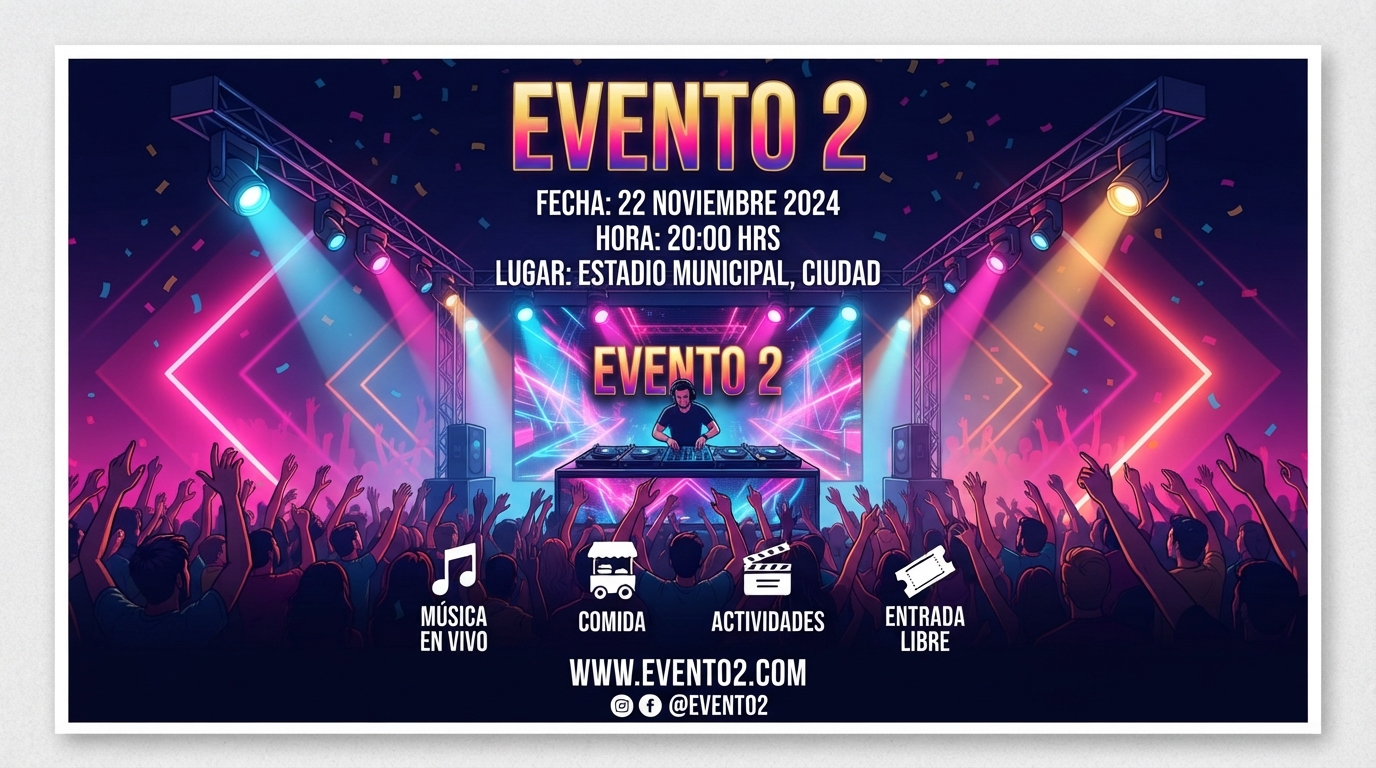 EVENTO 2
FECHA: 22 NOVIEMBRE 2024
HORA: 20:00 HRS
LUGAR: ESTADIO MUNICIPAL, CIUDAD
EVENTO 2
MÚSICA
EN VIVO
COMIDA
ACTIVIDADES
ENTRADA
LIBRE
WWW.EVENTO2.COM
@EVENTO2